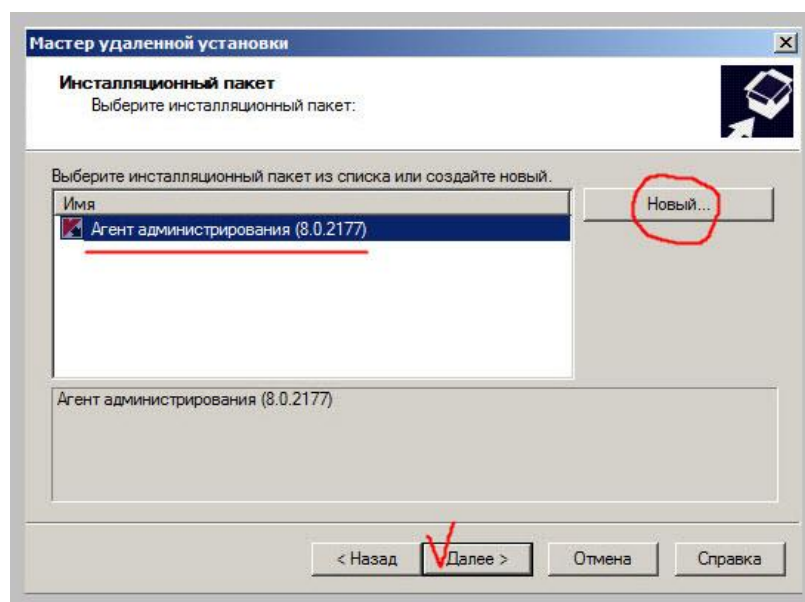 Мастер удаленной установки
Инсталляционный пакет
Выберите инсталляционный пакет:
Выберите инсталляционный пакет из списка или создайте новый.
Имя
Новый...
Агент администрирования (8.0.2177)
Агент администрирования (8.0.2177)
< Назад
Далее >
Отмена
Справка